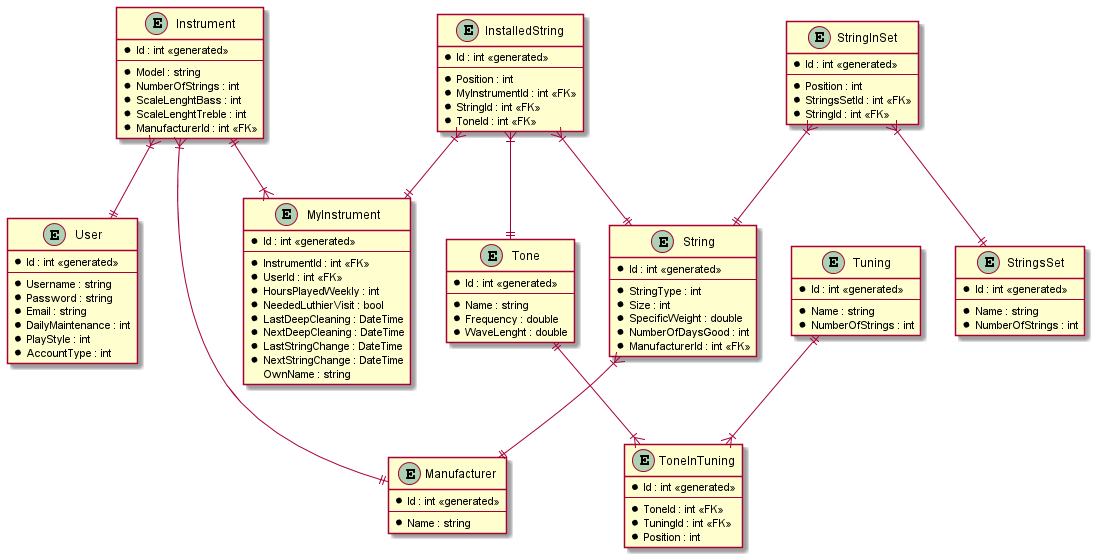 E Instrument
Id : int «generated»
Model : string
NumberOfStrings : int
ScaleLenghtBass : int
ScaleLenghtTreble : int
ManufacturerId : int «FK»
E InstalledString
Id : int «generated»
Position : int
MyInstrumentId : int «FK»
StringId : int «FK»
ToneId : int «FK»
E StringInSet
Id : int «generated»
Position : int
StringsSetId : int «FK»
StringId : int «FK»
E User
Id : int «generated»
Username : string
Password : string
Email : string
DailyMaintenance : int
PlayStyle : int
AccountType : int
E MyInstrument
Id : int «generated»
InstrumentId : int «FK»
UserId : int «FK»
HoursPlayedWeekly : int
NeededLuthierVisit : bool
LastDeepCleaning : DateTime
NextDeepCleaning : DateTime
LastStringChange : DateTime
NextStringChange : DateTime
OwnName : string
E Tone
Id : int «generated»
Name : string
Frequency : double
WaveLenght : double
E String
Id : int «generated»
StringType : int
Size : int
SpecificWeight : double
NumberOfDaysGood : int
ManufacturerId : int «FK»
E Tuning
Id : int «generated»
Name : string
NumberOfStrings : int
E StringsSet
Id : int «generated»
Name : string
NumberOfStrings : int
E Manufacturer
Id : int «generated»
Name : string
E ToneInTuning
Id : int «generated»
ToneId : int «FK»
TuningId : int «FK»
Position : int